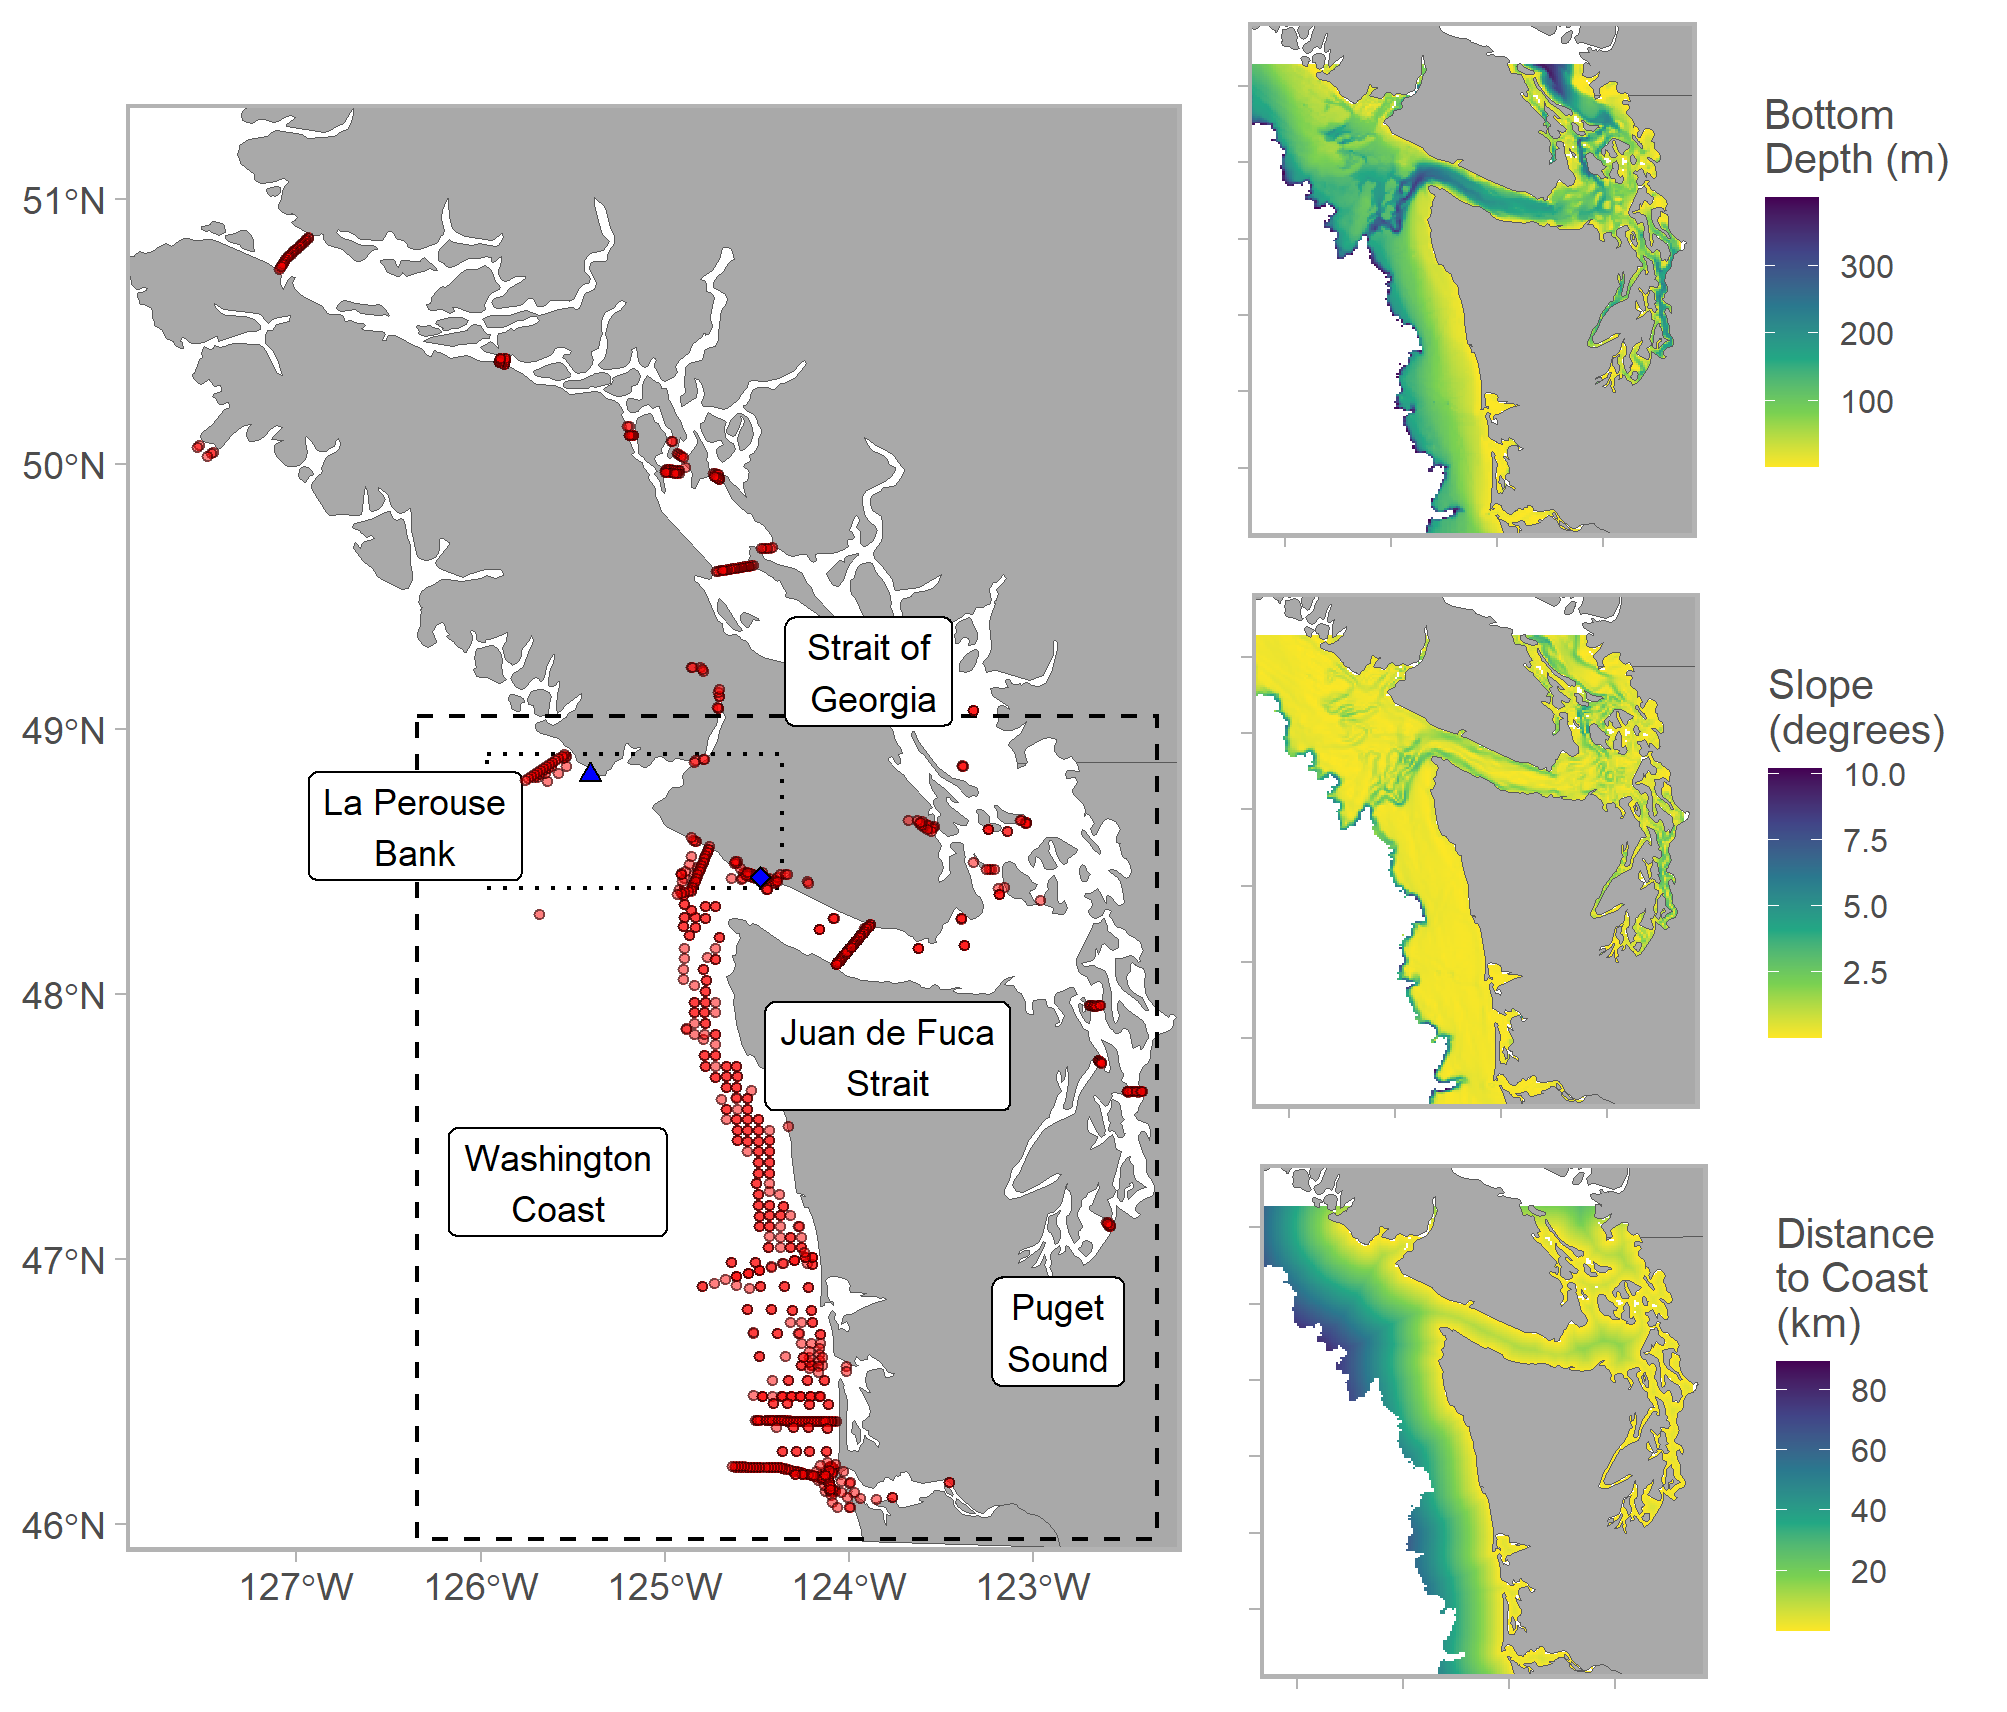 51°N
50°N
49°N
48°N
47°N
46°N
127°W
126°W
125°W
124°W
123°W
Strait of
Georgia
La Perouse
Bank
Juan de Fuca
Strait
Washington
Coast
Puget
Sound
Bottom
Depth (m)
300
200
100
Slope
(degrees)
10.0
7.5
5.0
2.5
Distance
to Coast
(km)
80
60
40
20